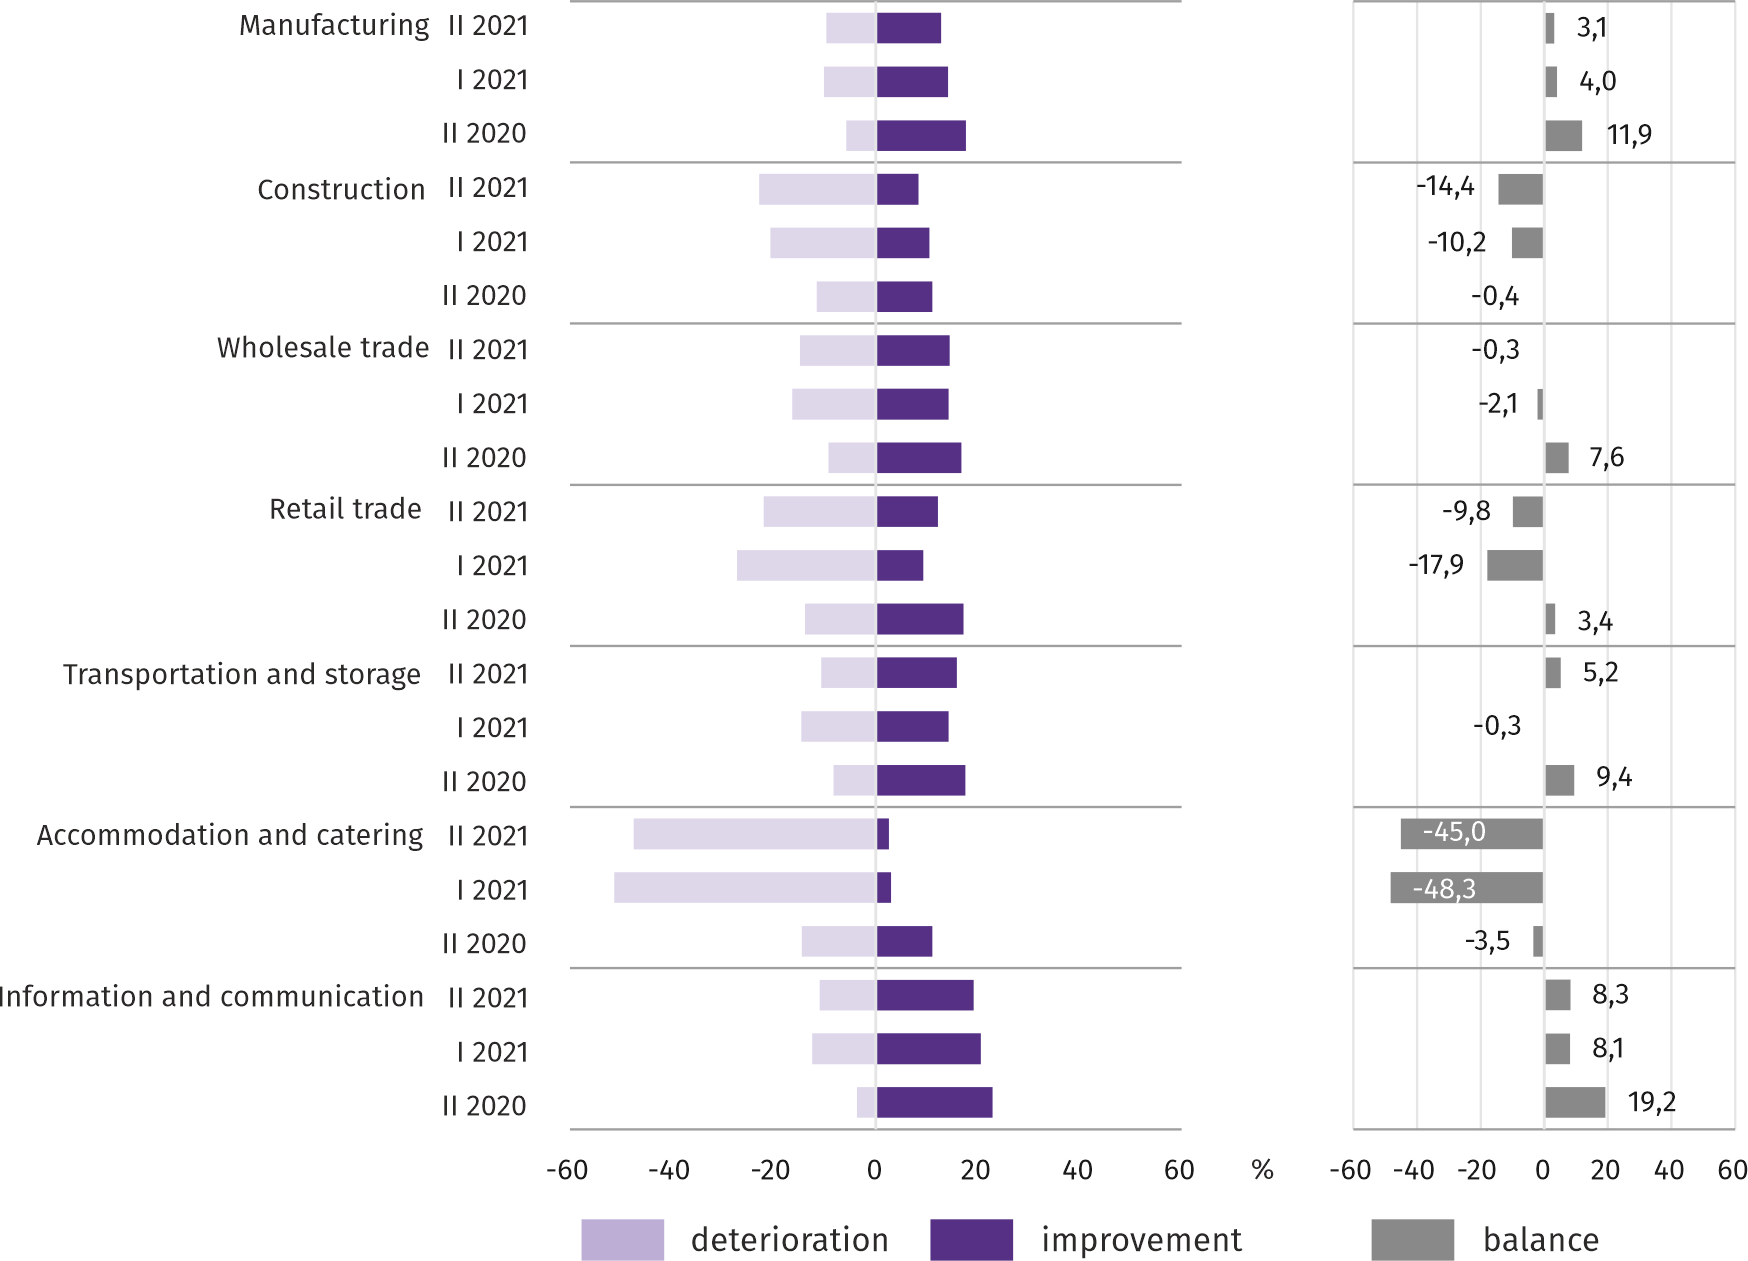 Manufacturing II 2021 3,1
I 2021 4,0
II 2020 11,9
Construction II 2021 -14,4
I 2021 -10,2
II 2020 -0,4
Wholesale trade II 2021 -0,3
I 2021 -2,1
II 2020 7,6
Retail trade II 2021 -9,8
I 2021 -17,9
II 2020 3,4
Transportation and storage II 2021 5,2
I 2021 -0,3
II 2020 9,4
Accommodation and catering II 2021 -45,0
I 2021 -48,3
II 2020 -3,5
Information and communication II 2021 8,3
I 2021 8,1
II 2020 19,2
-60 -40 -20 0 20 40 60 % -60 -40 -20 0 20 40 60
deterioration improvement balance